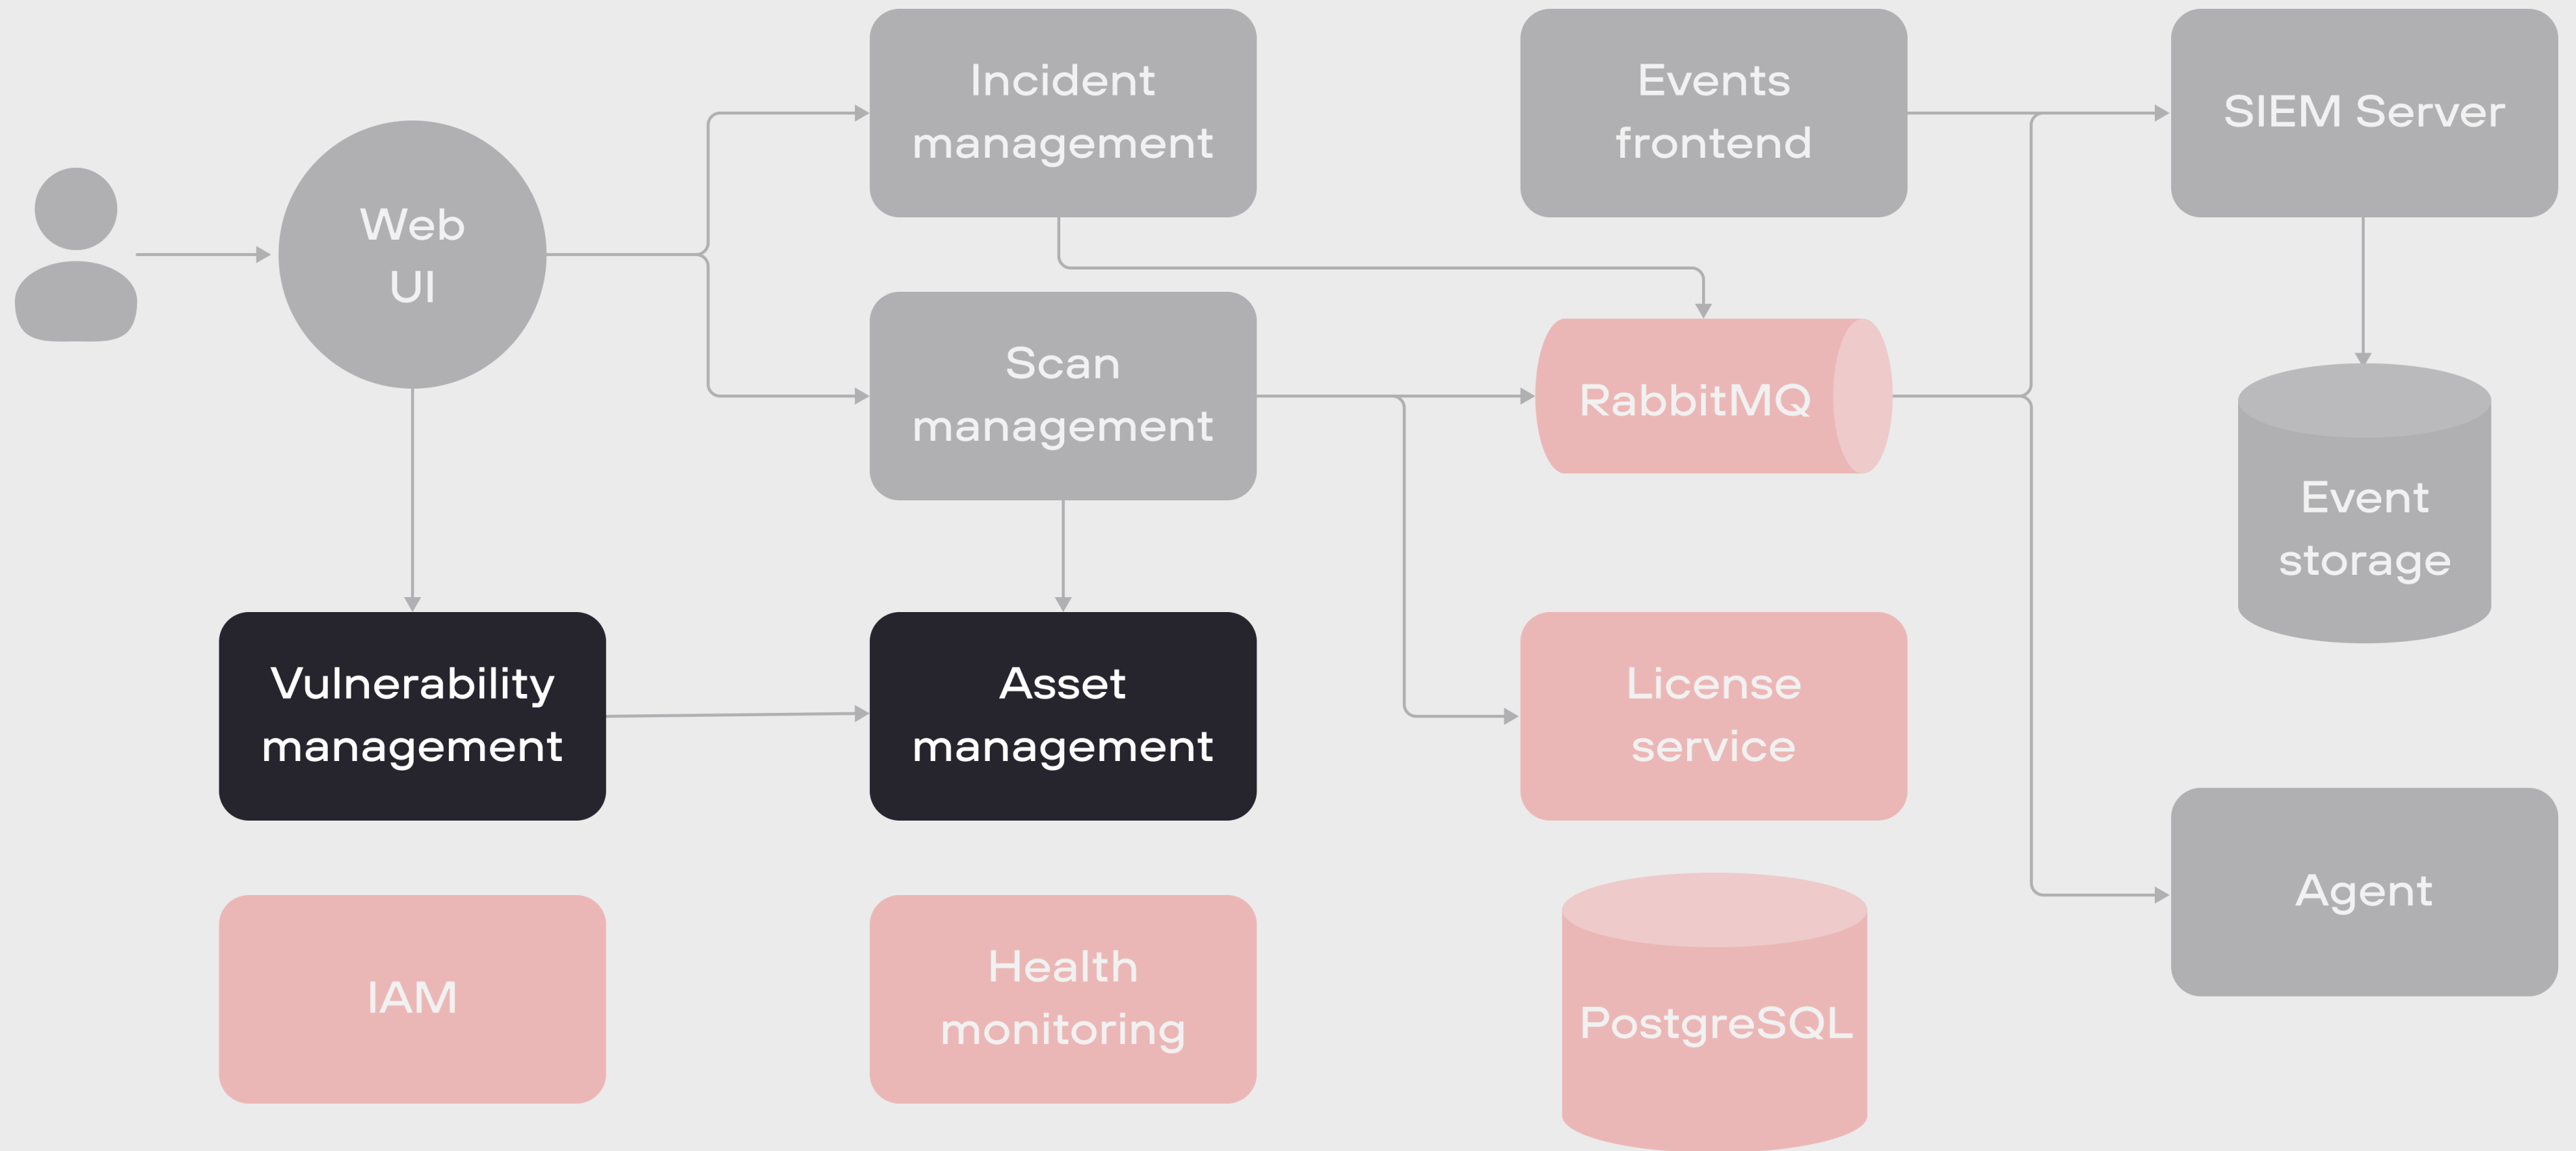 Incident
management
Events
frontend
SIEM Server
Web
UI
Scan
management
RabbitMQ
Event
storage
Vulnerability
management
Asset
management
License
service
Agent
IAM
Health
monitoring
PostgreSQL